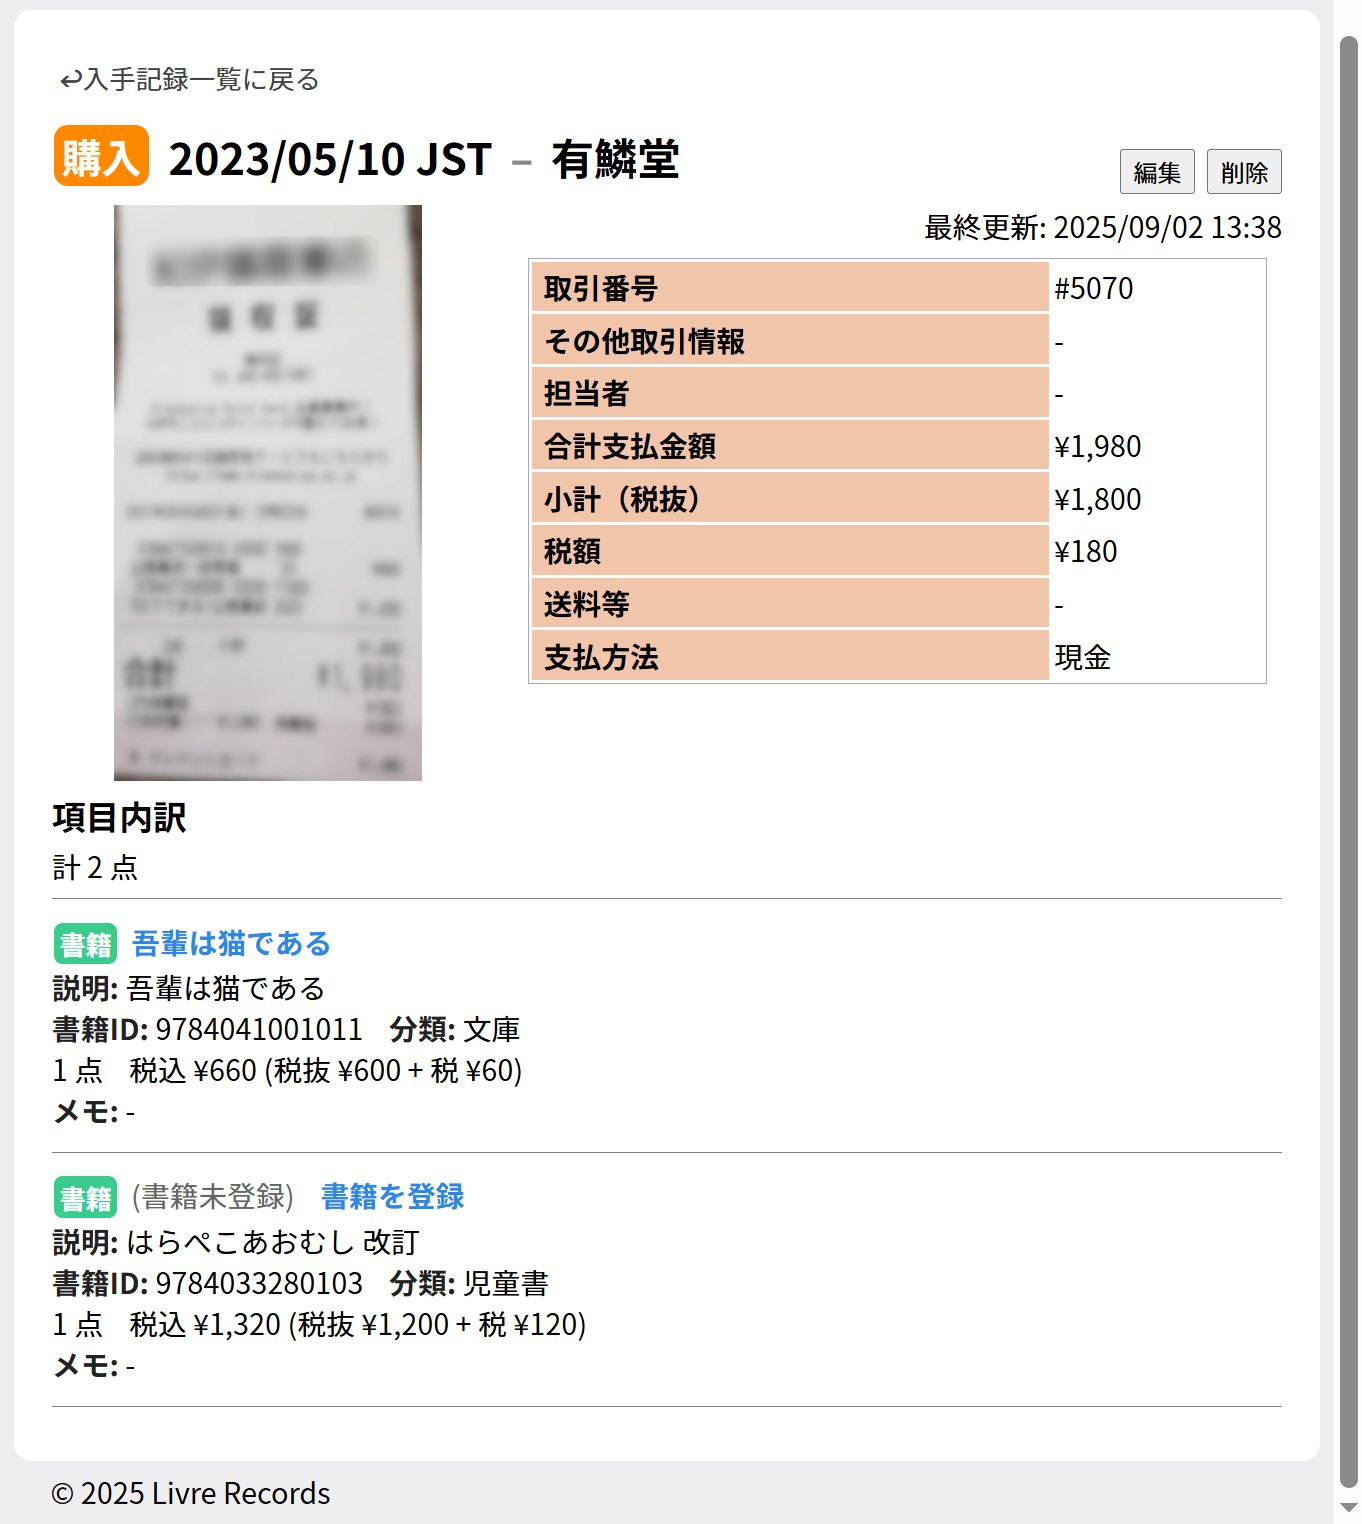 ↩入手記録一覧に戻る
購入 2023/05/10 JST – 有鱗堂
編集 削除
最終更新: 2025/09/02 13:38
領収証
取引番号 #5070
その他取引情報 -
担当者 -
合計支払金額 ¥1,980
小計（税抜） ¥1,800
税額 ¥180
送料等 -
支払方法 現金
項目内訳
計 2 点
書籍 吾輩は猫である
説明: 吾輩は猫である
書籍ID: 9784041001011 分類: 文庫
1 点 税込 ¥660 (税抜 ¥600 + 税 ¥60)
メモ: -
書籍 (書籍未登録) 書籍を登録
説明: はらぺこあおむし 改訂
書籍ID: 9784033280103 分類: 児童書
1 点 税込 ¥1,320 (税抜 ¥1,200 + 税 ¥120)
メモ: -
© 2025 Livre Records